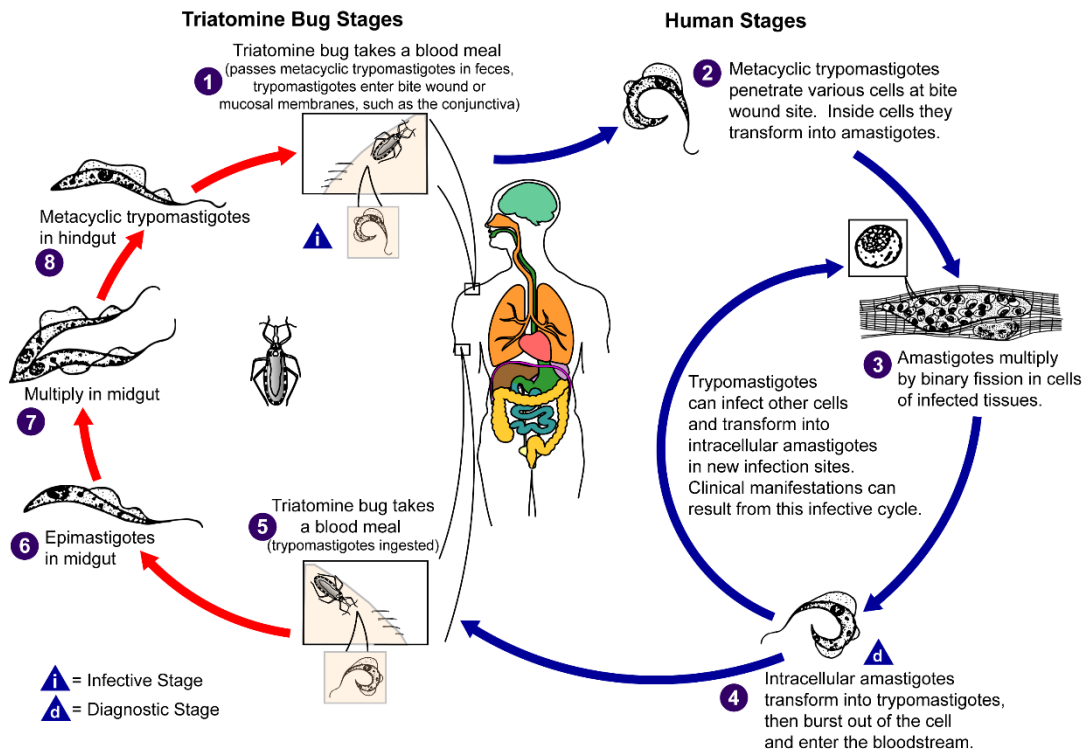 Triatomine Bug Stages
Human Stages
1
Triatomine bug takes a blood meal
(passes metacyclic trypomastigotes in feces,
trypomastigotes enter bite wound or
mucosal membranes, such as the conjunctiva)
i
2
Metacyclic trypomastigotes
penetrate various cells at bite
wound site. Inside cells they
transform into amastigotes.
3
Amastigotes multiply
by binary fission in cells
of infected tissues.
Trypomastigotes
can infect other cells
and transform into
intracellular amastigotes
in new infection sites.
Clinical manifestations can
result from this infective cycle.
d
4
Intracellular amastigotes
transform into trypomastigotes,
then burst out of the cell
and enter the bloodstream.
5
Triatomine bug takes
a blood meal
(trypomastigotes ingested)
6
Epimastigotes
in midgut
Multiply in midgut
7
Metacyclic trypomastigotes
in hindgut
8
i = Infective Stage
d = Diagnostic Stage